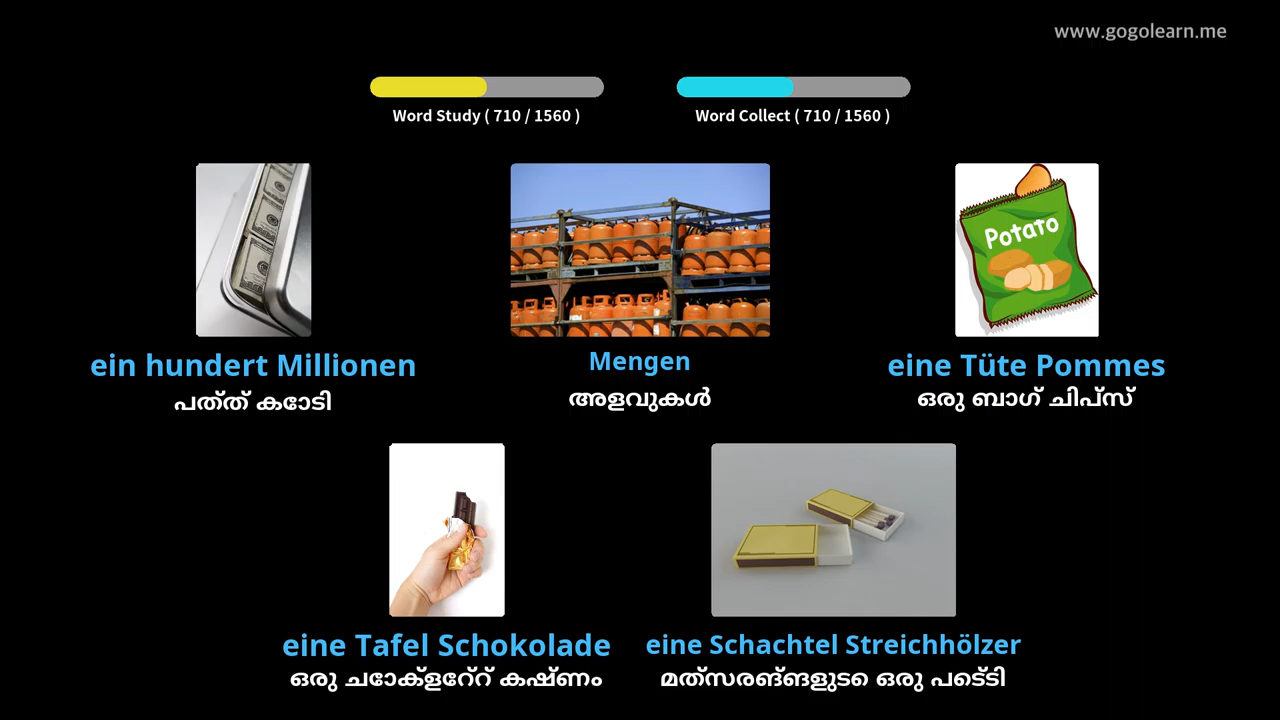 www.gogolearn.me
Word Study ( 710 / 1560 )
Word Collect ( 710 / 1560 )
Potato
ein hundert Millionen
പത്ത് കോടി
Mengen
അളവുകൾ
eine Tüte Pommes
ഒരു ബാഗ് ചിപ്സ്
eine Tafel Schokolade
ഒരു ചോക്ളേറ്റ് കഷ്ണം
eine Schachtel Streichhölzer
മത്സരങ്ങളുടെ ഒരു പെട്ടി